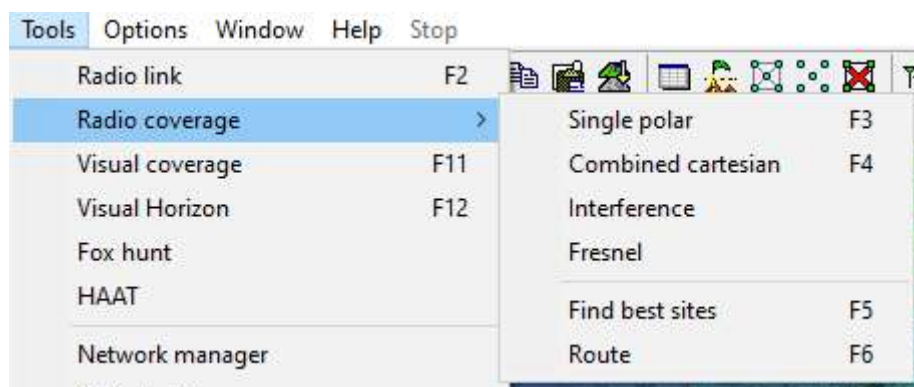 Tools Options Window Help Stop
Radio link F2
Radio coverage >
Visual coverage F11
Visual Horizon F12
Fox hunt
HAAT
Network manager
Single polar F3
Combined cartesian F4
Interference
Fresnel
Find best sites F5
Route F6